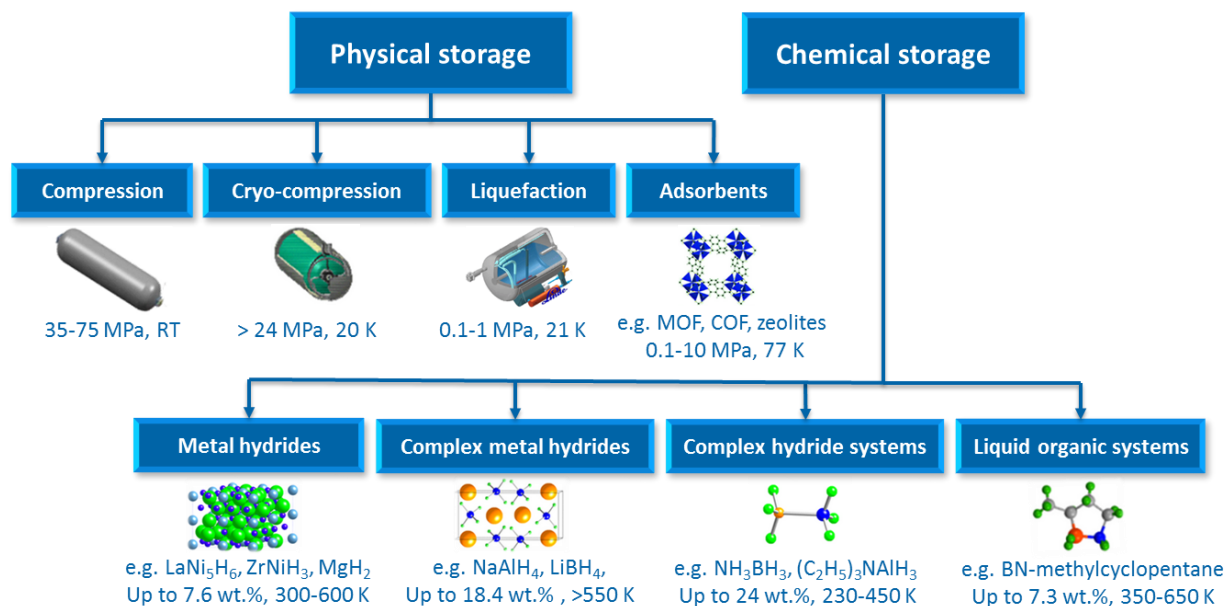 Physical storage
Chemical storage
Compression
Cryo-compression
Liquefaction
Adsorbents
35-75 MPa, RT
> 24 MPa, 20 K
0.1-1 MPa, 21 K
e.g. MOF, COF, zeolites
0.1-10 MPa, 77 K
Metal hydrides
Complex metal hydrides
Complex hydride systems
Liquid organic systems
e.g. LaNi₅H₆, ZrNiH₃, MgH₂
Up to 7.6 wt.%, 300-600 K
e.g. NaAlH₄, LiBH₄,
Up to 18.4 wt.% , >550 K
e.g. NH₃BH₃, (C₂H₅)₃NAlH₃
Up to 24 wt.%, 230-450 K
e.g. BN-methylcyclopentane
Up to 7.3 wt.%, 350-650 K